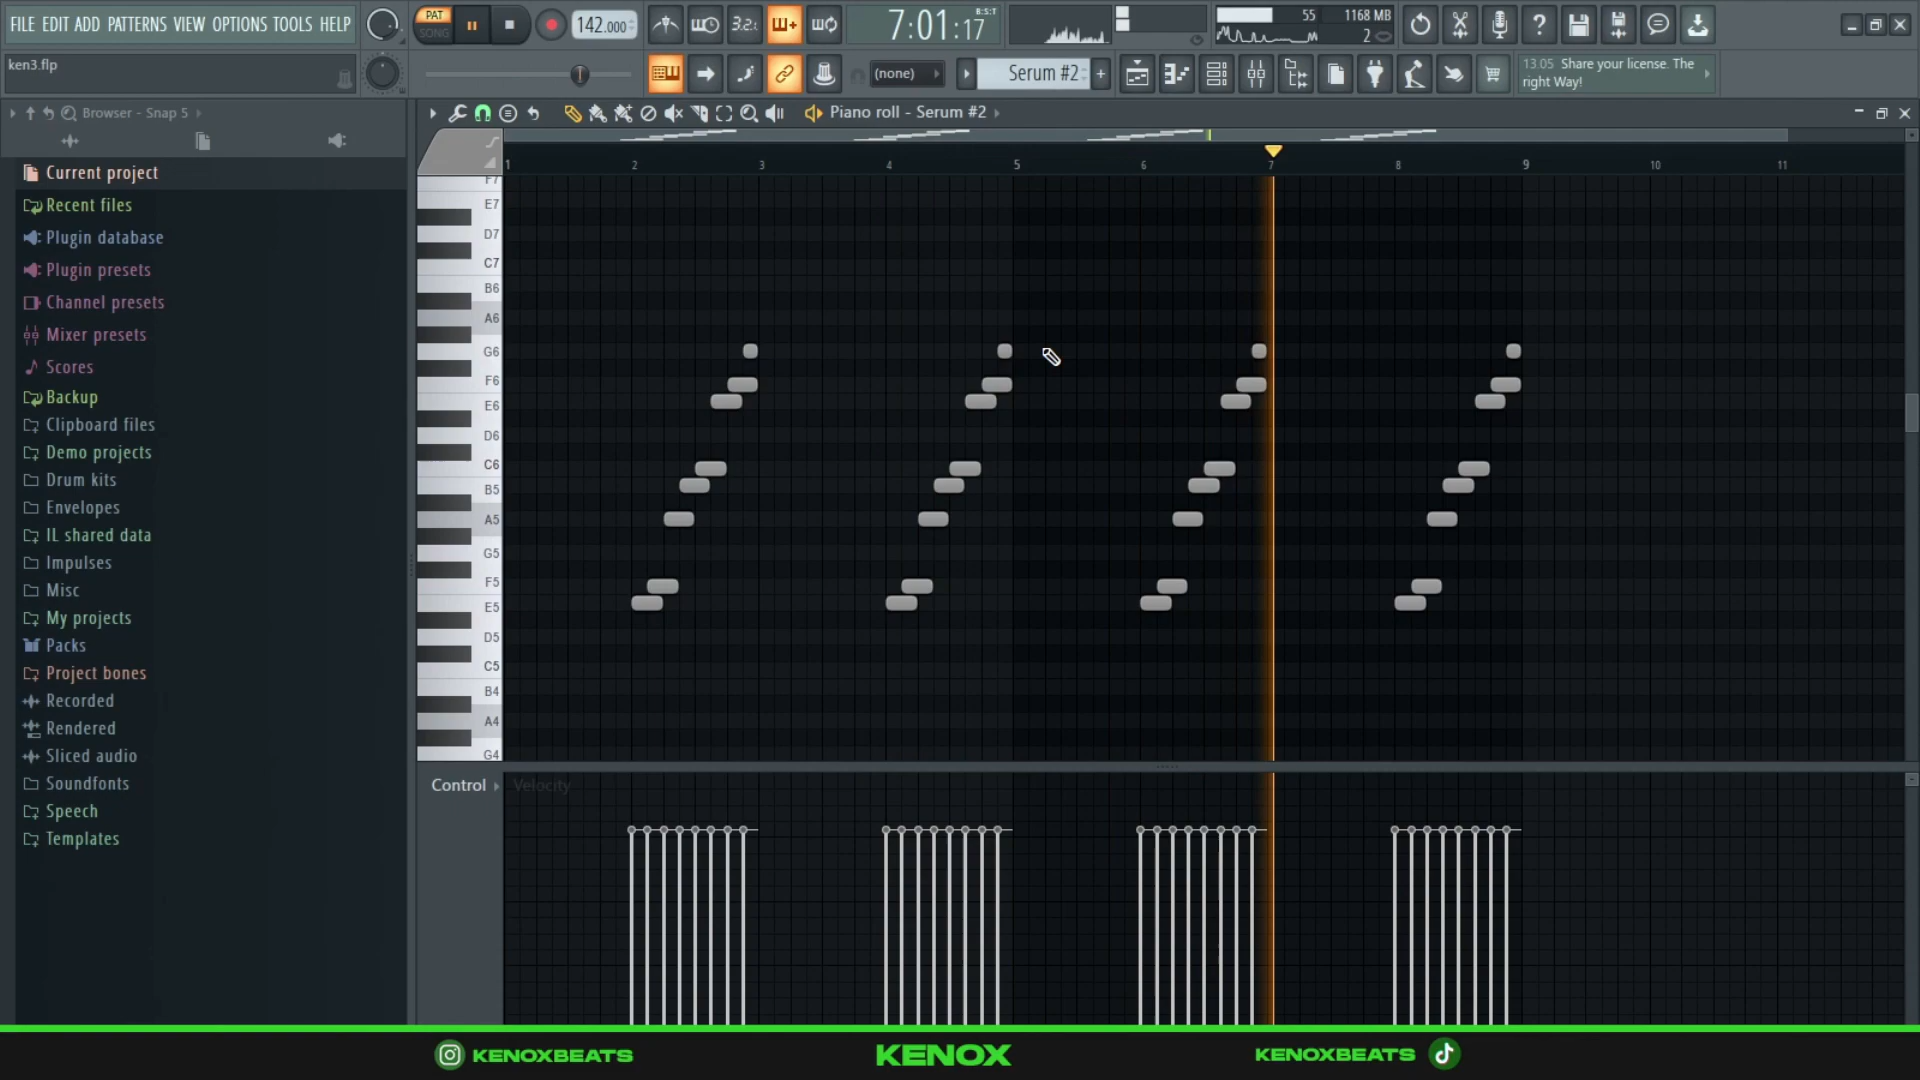 FILE EDIT ADD PATTERNS VIEW OPTIONS TOOLS HELP
PAT
SONG
142.000
3.2.
7:01:17
B:S:T
55
1168 MB
2
ken3.flp
(none)
Serum #2
13.05 Share your license. The
right Way!
Browser - Snap 5
Piano roll - Serum #2
Current project
Recent files
Plugin database
Plugin presets
Channel presets
Mixer presets
Scores
Backup
Clipboard files
Demo projects
Drum kits
Envelopes
IL shared data
Impulses
Misc
My projects
Packs
Project bones
Recorded
Rendered
Sliced audio
Soundfonts
Speech
Templates
1 2 3 4 5 6 7 8 9 10 11
F7
E7
D7
C7
B6
A6
G6
F6
E6
D6
C6
B5
A5
G5
F5
E5
D5
C5
B4
A4
G4
Control
Velocity
KENOXBEATS
KENOX
KENOXBEATS